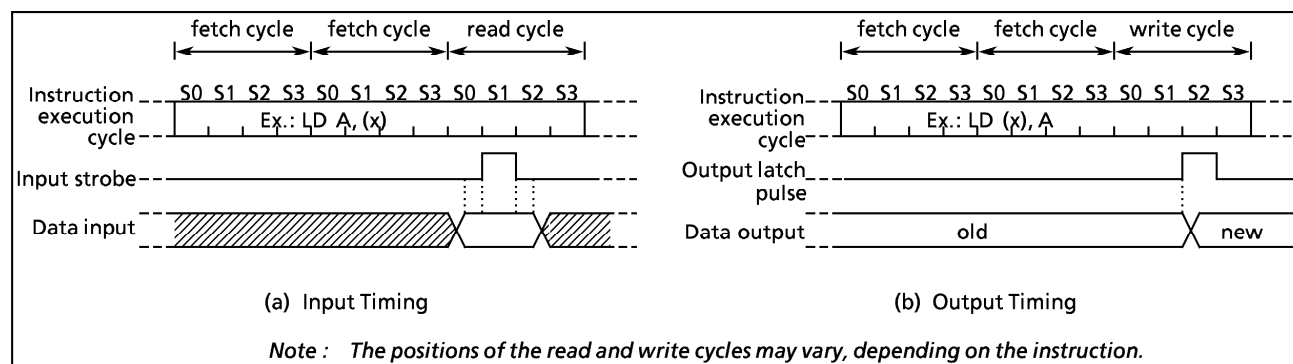 fetch cycle fetch cycle read cycle
S0 S1 S2 S3 S0 S1 S2 S3 S0 S1 S2 S3
Instruction
execution
cycle
Ex.: LD A, (x)
Input strobe
Data input
(a) Input Timing
fetch cycle fetch cycle write cycle
S0 S1 S2 S3 S0 S1 S2 S3 S0 S1 S2 S3
Instruction
execution
cycle
Ex.: LD (x), A
Output latch
pulse
Data output
old new
(b) Output Timing
Note : The positions of the read and write cycles may vary, depending on the instruction.